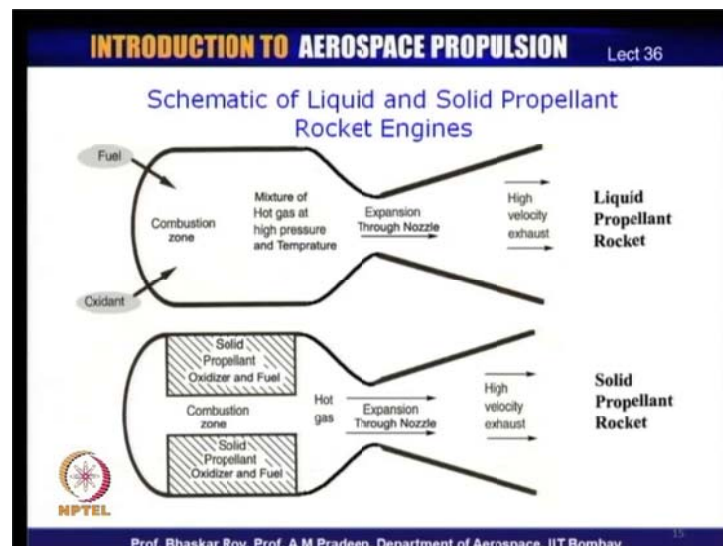 INTRODUCTION TO AEROSPACE PROPULSION
Lect 36
Schematic of Liquid and Solid Propellant
Rocket Engines
Fuel
Combustion
zone
Oxidant
Mixture of
Hot gas at
high pressure
and Temprature
Expansion
Through Nozzle
High
velocity
exhaust
Liquid
Propellant
Rocket
Solid
Propellant
Oxidizer and Fuel
Combustion
zone
Solid
Propellant
Oxidizer and Fuel
Hot
gas
Expansion
Through Nozzle
High
velocity
exhaust
Solid
Propellant
Rocket
NPTEL
15
Prof. Bhaskar Roy, Prof. A M Pradeep, Department of Aerospace, IIT Bombay